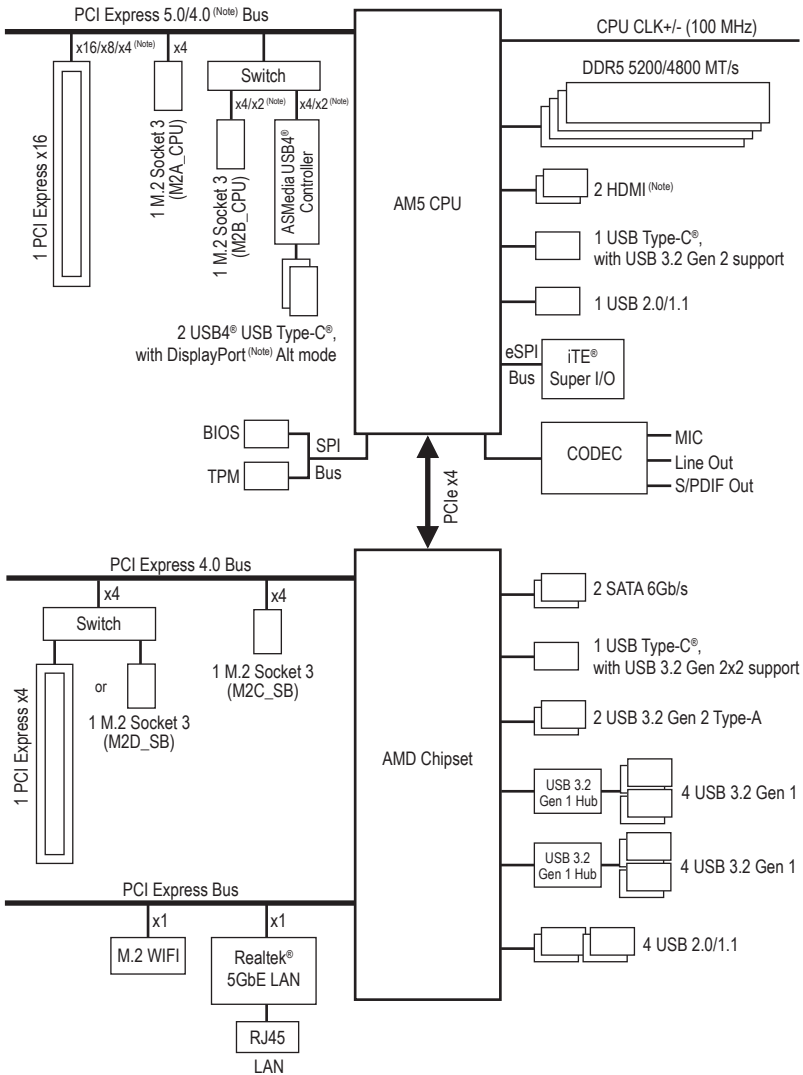 PCI Express 5.0/4.0 (Note) Bus
x16/x8/x4 (Note)
x4
Switch
x4/x2 (Note)
x4/x2 (Note)
1 PCI Express x16
1 M.2 Socket 3
(M2A_CPU)
1 M.2 Socket 3
(M2B_CPU)
ASMedia USB4®
Controller
2 USB4® USB Type-C®,
with DisplayPort (Note) Alt mode
AM5 CPU
CPU CLK+/- (100 MHz)
DDR5 5200/4800 MT/s
2 HDMI (Note)
1 USB Type-C®,
with USB 3.2 Gen 2 support
1 USB 2.0/1.1
eSPI
Bus
iTE®
Super I/O
BIOS
TPM
SPI
Bus
PCIe x4
CODEC
MIC
Line Out
S/PDIF Out
PCI Express 4.0 Bus
x4
x4
Switch
1 PCI Express x4
or
1 M.2 Socket 3
(M2D_SB)
1 M.2 Socket 3
(M2C_SB)
AMD Chipset
2 SATA 6Gb/s
1 USB Type-C®,
with USB 3.2 Gen 2x2 support
2 USB 3.2 Gen 2 Type-A
USB 3.2
Gen 1 Hub
4 USB 3.2 Gen 1
USB 3.2
Gen 1 Hub
4 USB 3.2 Gen 1
4 USB 2.0/1.1
PCI Express Bus
x1
x1
M.2 WIFI
Realtek®
5GbE LAN
RJ45
LAN